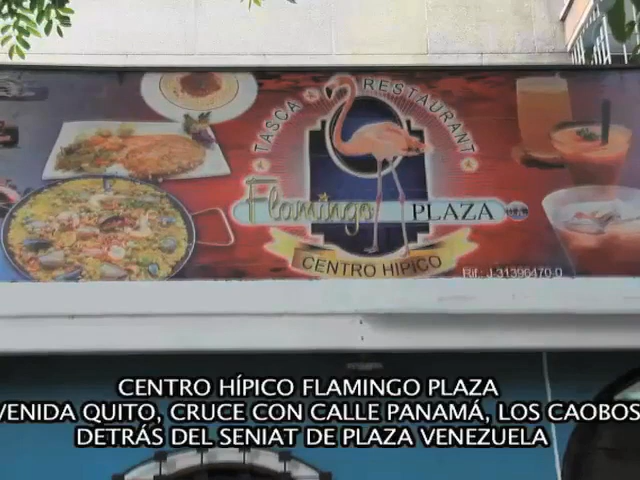 TASCA RESTAURANT
Flamingo PLAZA
CENTRO HIPICO
Rif.: J-31396470-0
CENTRO HÍPICO FLAMINGO PLAZA
VENIDA QUITO, CRUCE CON CALLE PANAMÁ, LOS CAOBOS
DETRÁS DEL SENIAT DE PLAZA VENEZUELA